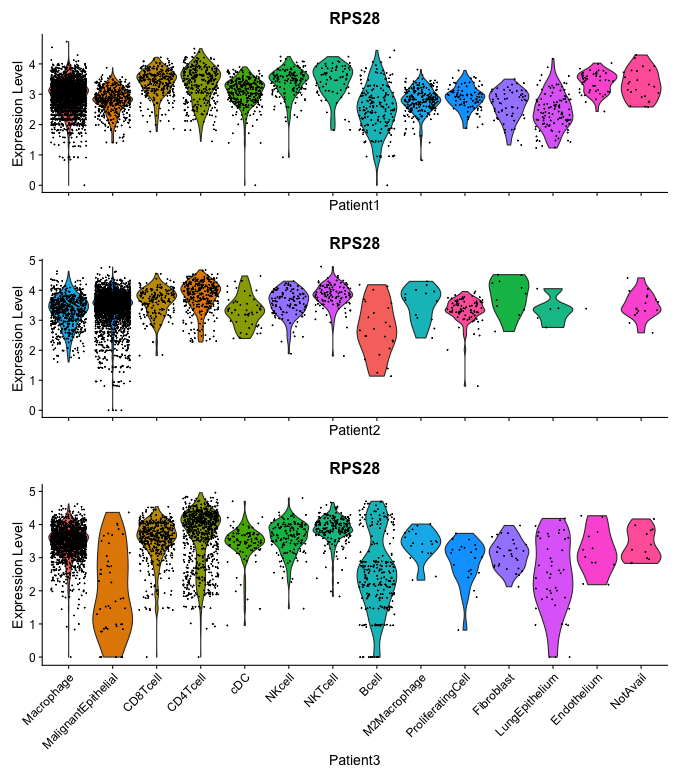 RPS28
Expression Level
4
3
2
1
0
Patient1
RPS28
Expression Level
5
4
3
2
1
0
Patient2
RPS28
Expression Level
5
4
3
2
1
0
Macrophage
MalignantEpithelial
CD8Tcell
CD4Tcell
cDC
NKcell
NKTcell
Bcell
M2Macrophage
ProliferatingCell
Fibroblast
LungEpithelium
Endothelium
NotAvail
Patient3